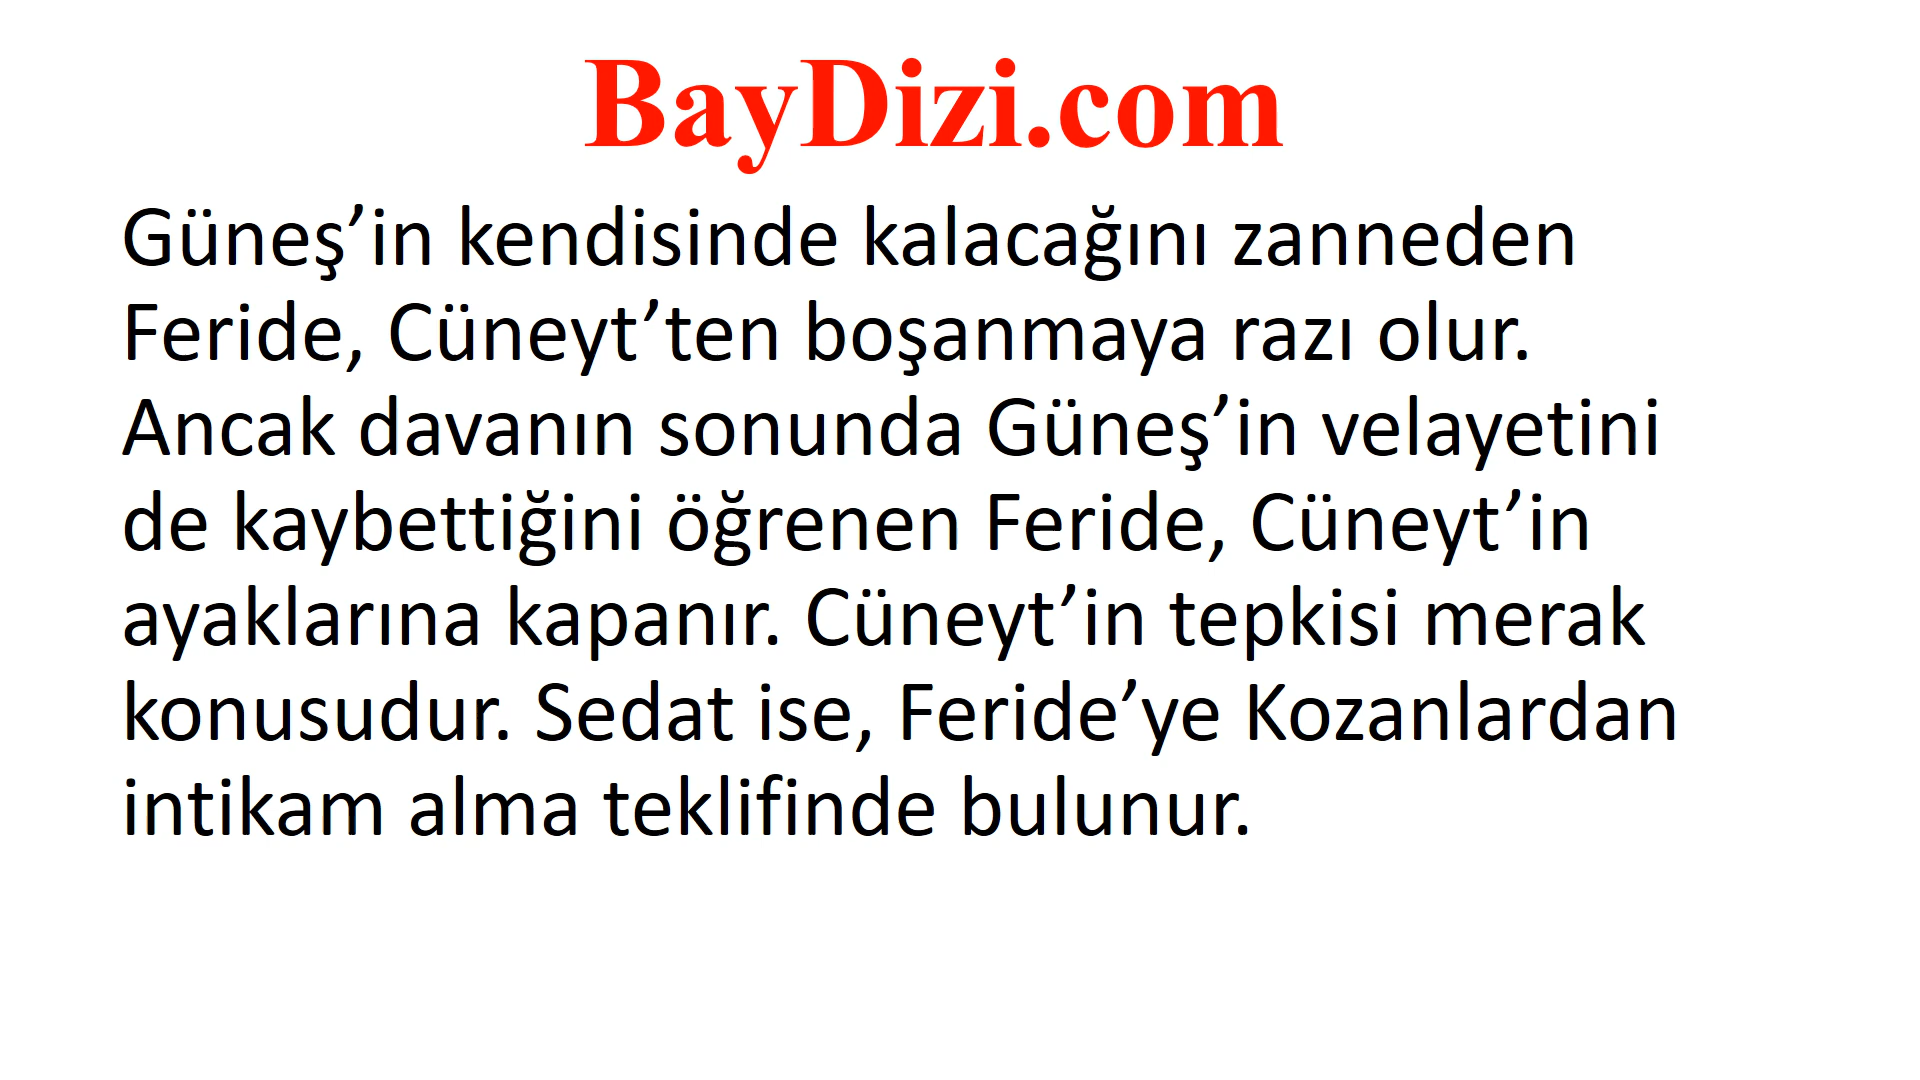 BayDizi.com
Güneş’in kendisinde kalacağını zanneden
Feride, Cüneyt’ten boşanmaya razı olur.
Ancak davanın sonunda Güneş’in velayetini
de kaybettiğini öğrenen Feride, Cüneyt’in
ayaklarına kapanır. Cüneyt’in tepkisi merak
konusudur. Sedat ise, Feride’ye Kozanlardan
intikam alma teklifinde bulunur.